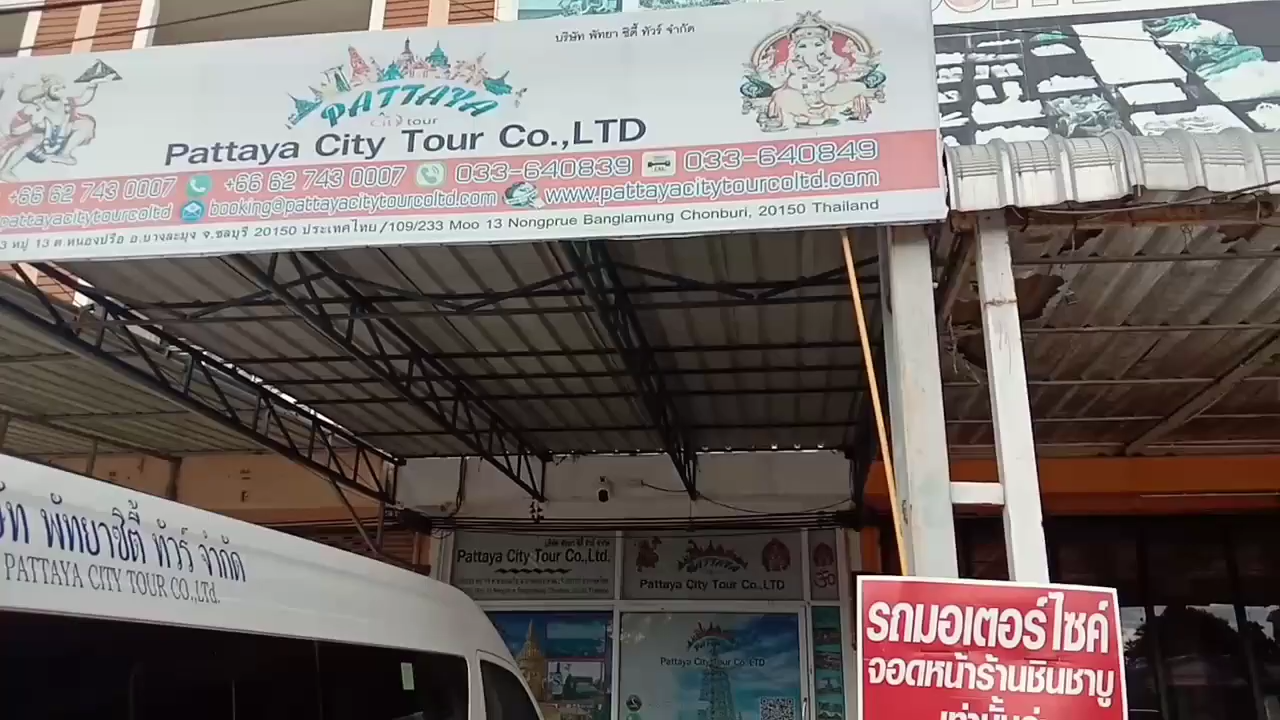 บริษัท พัทยา ซิตี้ ทัวร์ จำกัด
PATTAYA
City tour
Pattaya City Tour Co.,LTD
+66 62 743 0007 +66 62 743 0007 033-640839 033-640849
pattayacitytourcoltd booking@pattayacitytourcoltd.com www.pattayacitytourcoltd.com
3 หมู่ 13 ต.หนองปรือ อ.บางละมุง จ.ชลบุรี 20150 ประเทศไทย/109/233 Moo 13 Nongprue Banglamung Chonburi, 20150 Thailand
พัทยาซิตี้ ทัวร์ จำกัด
PATTAYA CITY TOUR CO.,Ltd.
Pattaya City Tour Co.,Ltd.
PATTAYA
Pattaya City Tour Co.,LTD
PATTAYA
Pattaya City Tour Co.,LTD
รถมอเตอร์ไซค์
จอดหน้าร้านชินชาบู